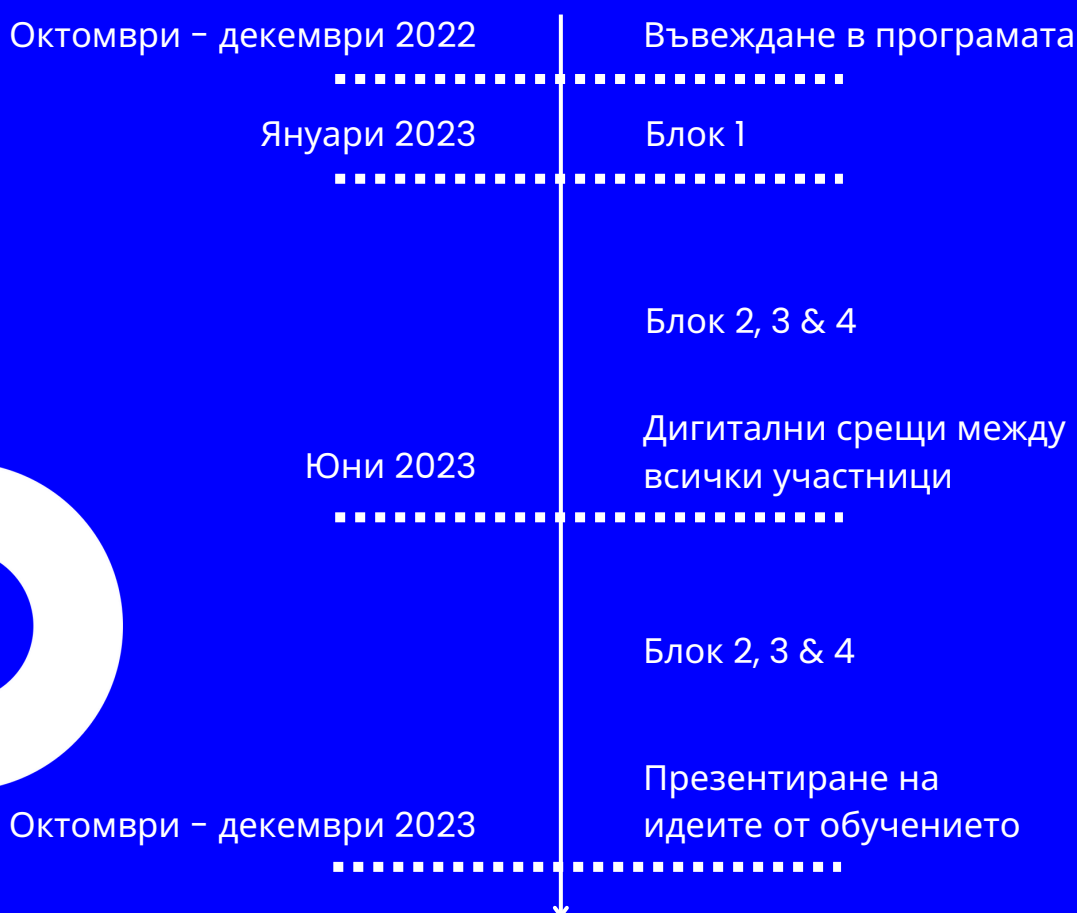 Октомври - декември 2022
Въвеждане в програмата
Януари 2023
Блок 1
Блок 2, 3 & 4
Дигитални срещи между
всички участници
Юни 2023
Блок 2, 3 & 4
Презентиране на
идеите от обучението
Октомври - декември 2023